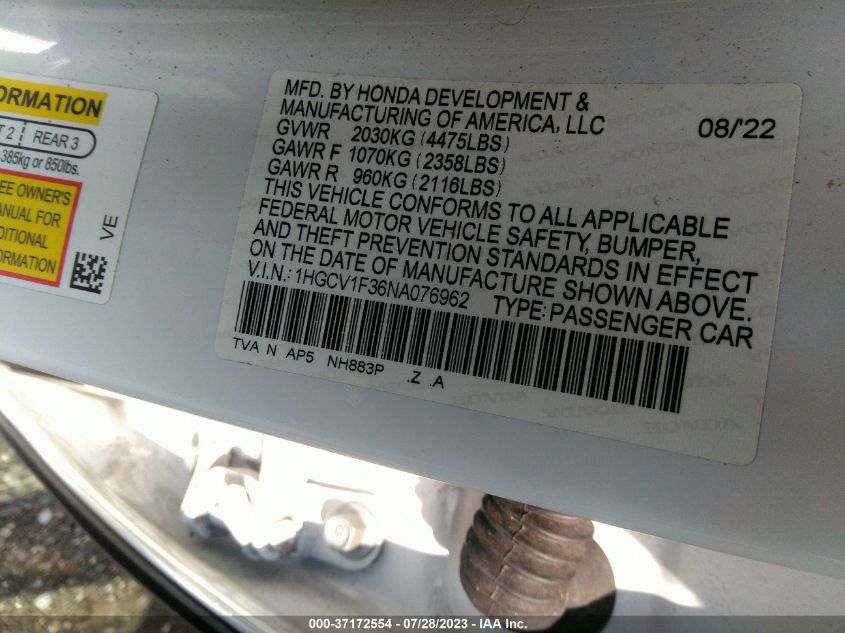 ORMATION
T 2 | REAR 3
385kg or 850lbs.
EE OWNER'S
ANUAL FOR
DDITIONAL
FORMATION
VE
MFD. BY HONDA DEVELOPMENT &
MANUFACTURING OF AMERICA, LLC 08/'22
GVWR 2030KG (4475LBS)
GAWR F 1070KG (2358LBS)
GAWR R 960KG (2116LBS)
THIS VEHICLE CONFORMS TO ALL APPLICABLE
FEDERAL MOTOR VEHICLE SAFETY, BUMPER,
AND THEFT PREVENTION STANDARDS IN EFFECT
ON THE DATE OF MANUFACTURE SHOWN ABOVE.
V.I.N.: 1HGCV1F36NA076962 TYPE: PASSENGER CAR
TVA N AP5 NH883P .Z .A
HONDA
000-37172554 / 07/28/2023 - © IAA Inc.